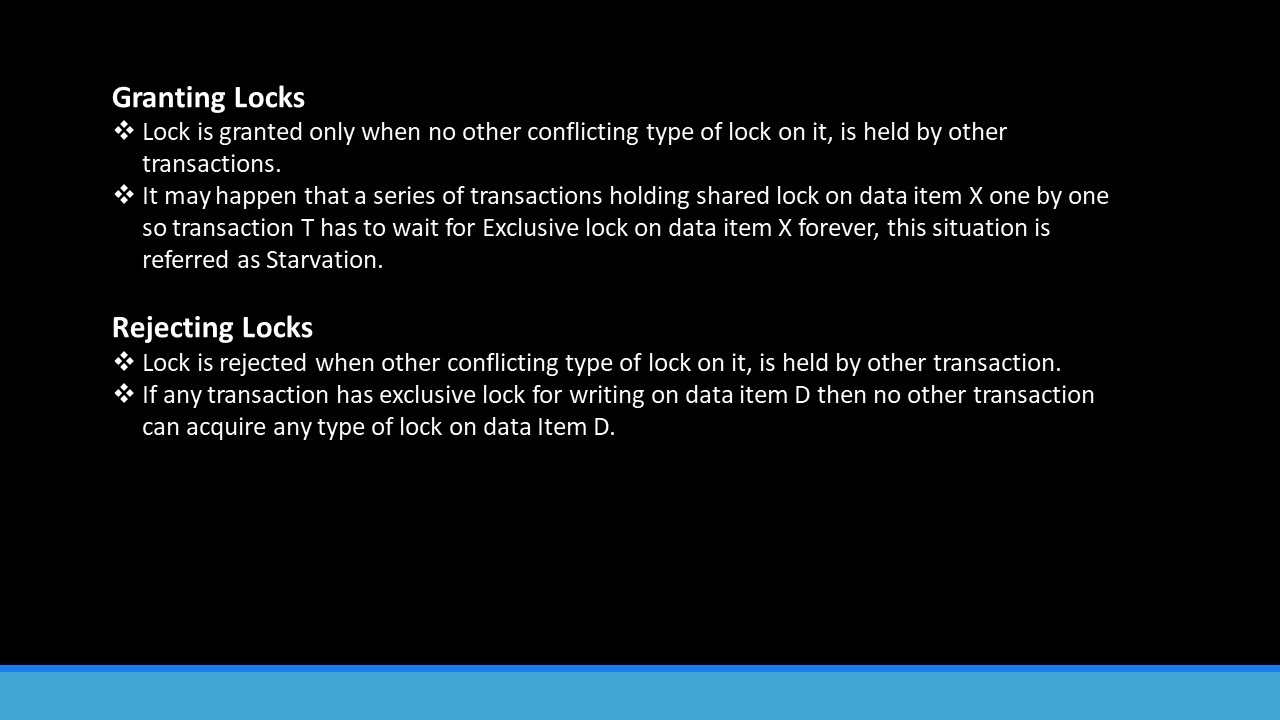 Granting Locks
❖ Lock is granted only when no other conflicting type of lock on it, is held by other
transactions.
❖ It may happen that a series of transactions holding shared lock on data item X one by one
so transaction T has to wait for Exclusive lock on data item X forever, this situation is
referred as Starvation.
Rejecting Locks
❖ Lock is rejected when other conflicting type of lock on it, is held by other transaction.
❖ If any transaction has exclusive lock for writing on data item D then no other transaction
can acquire any type of lock on data Item D.